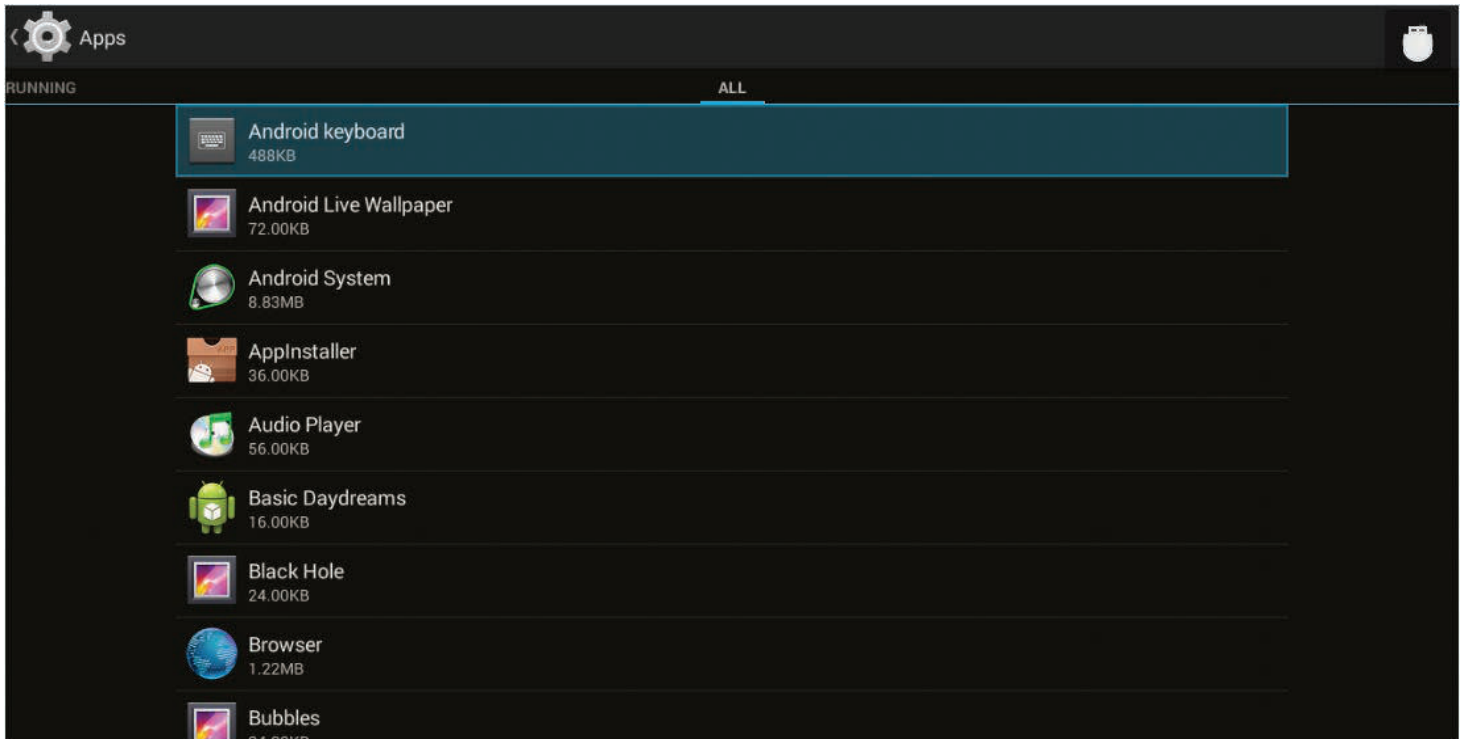 Apps
RUNNING
ALL
Android keyboard
488KB
Android Live Wallpaper
72.00KB
Android System
8.83MB
AppInstaller
36.00KB
Audio Player
56.00KB
Basic Daydreams
16.00KB
Black Hole
24.00KB
Browser
1.22MB
Bubbles